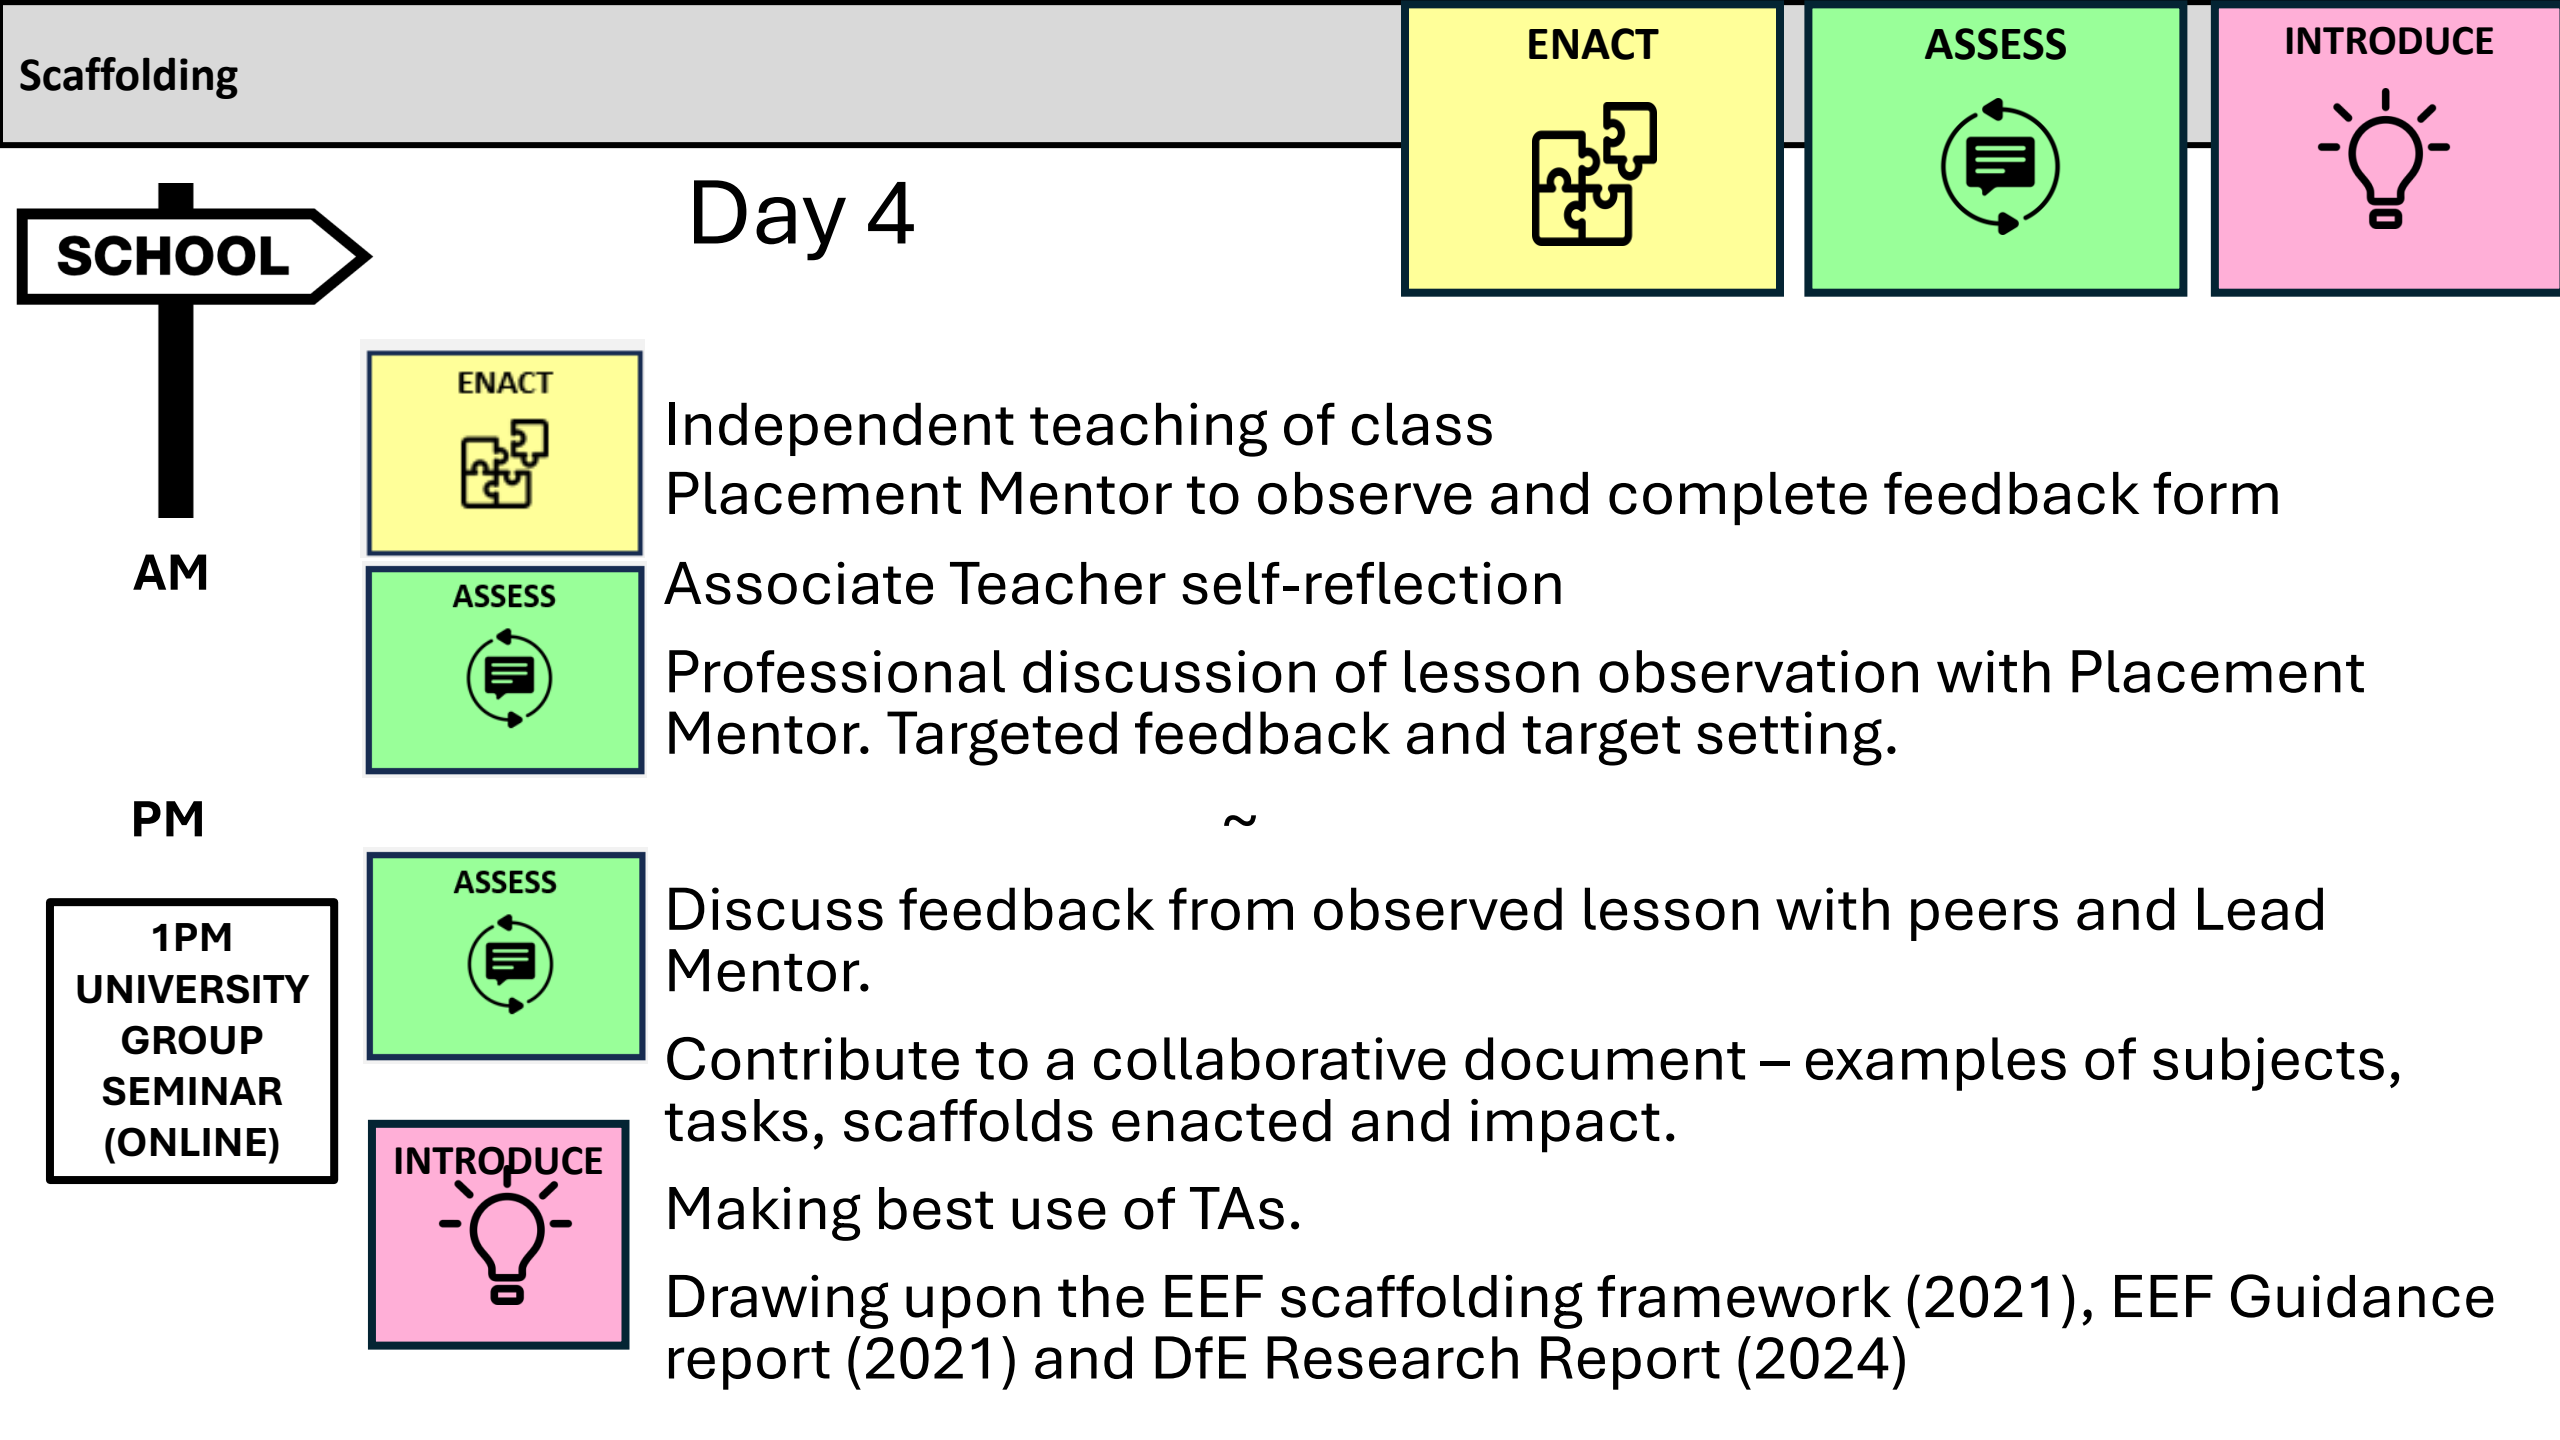 Scaffolding
ENACT
ASSESS
INTRODUCE
SCHOOL
Day 4
ENACT
Independent teaching of class
Placement Mentor to observe and complete feedback form
AM
ASSESS
Associate Teacher self-reflection
Professional discussion of lesson observation with Placement
Mentor. Targeted feedback and target setting.
PM
~
1PM
UNIVERSITY
GROUP
SEMINAR
(ONLINE)
ASSESS
Discuss feedback from observed lesson with peers and Lead
Mentor.
Contribute to a collaborative document – examples of subjects,
tasks, scaffolds enacted and impact.
INTRODUCE
Making best use of TAs.
Drawing upon the EEF scaffolding framework (2021), EEF Guidance
report (2021) and DfE Research Report (2024)